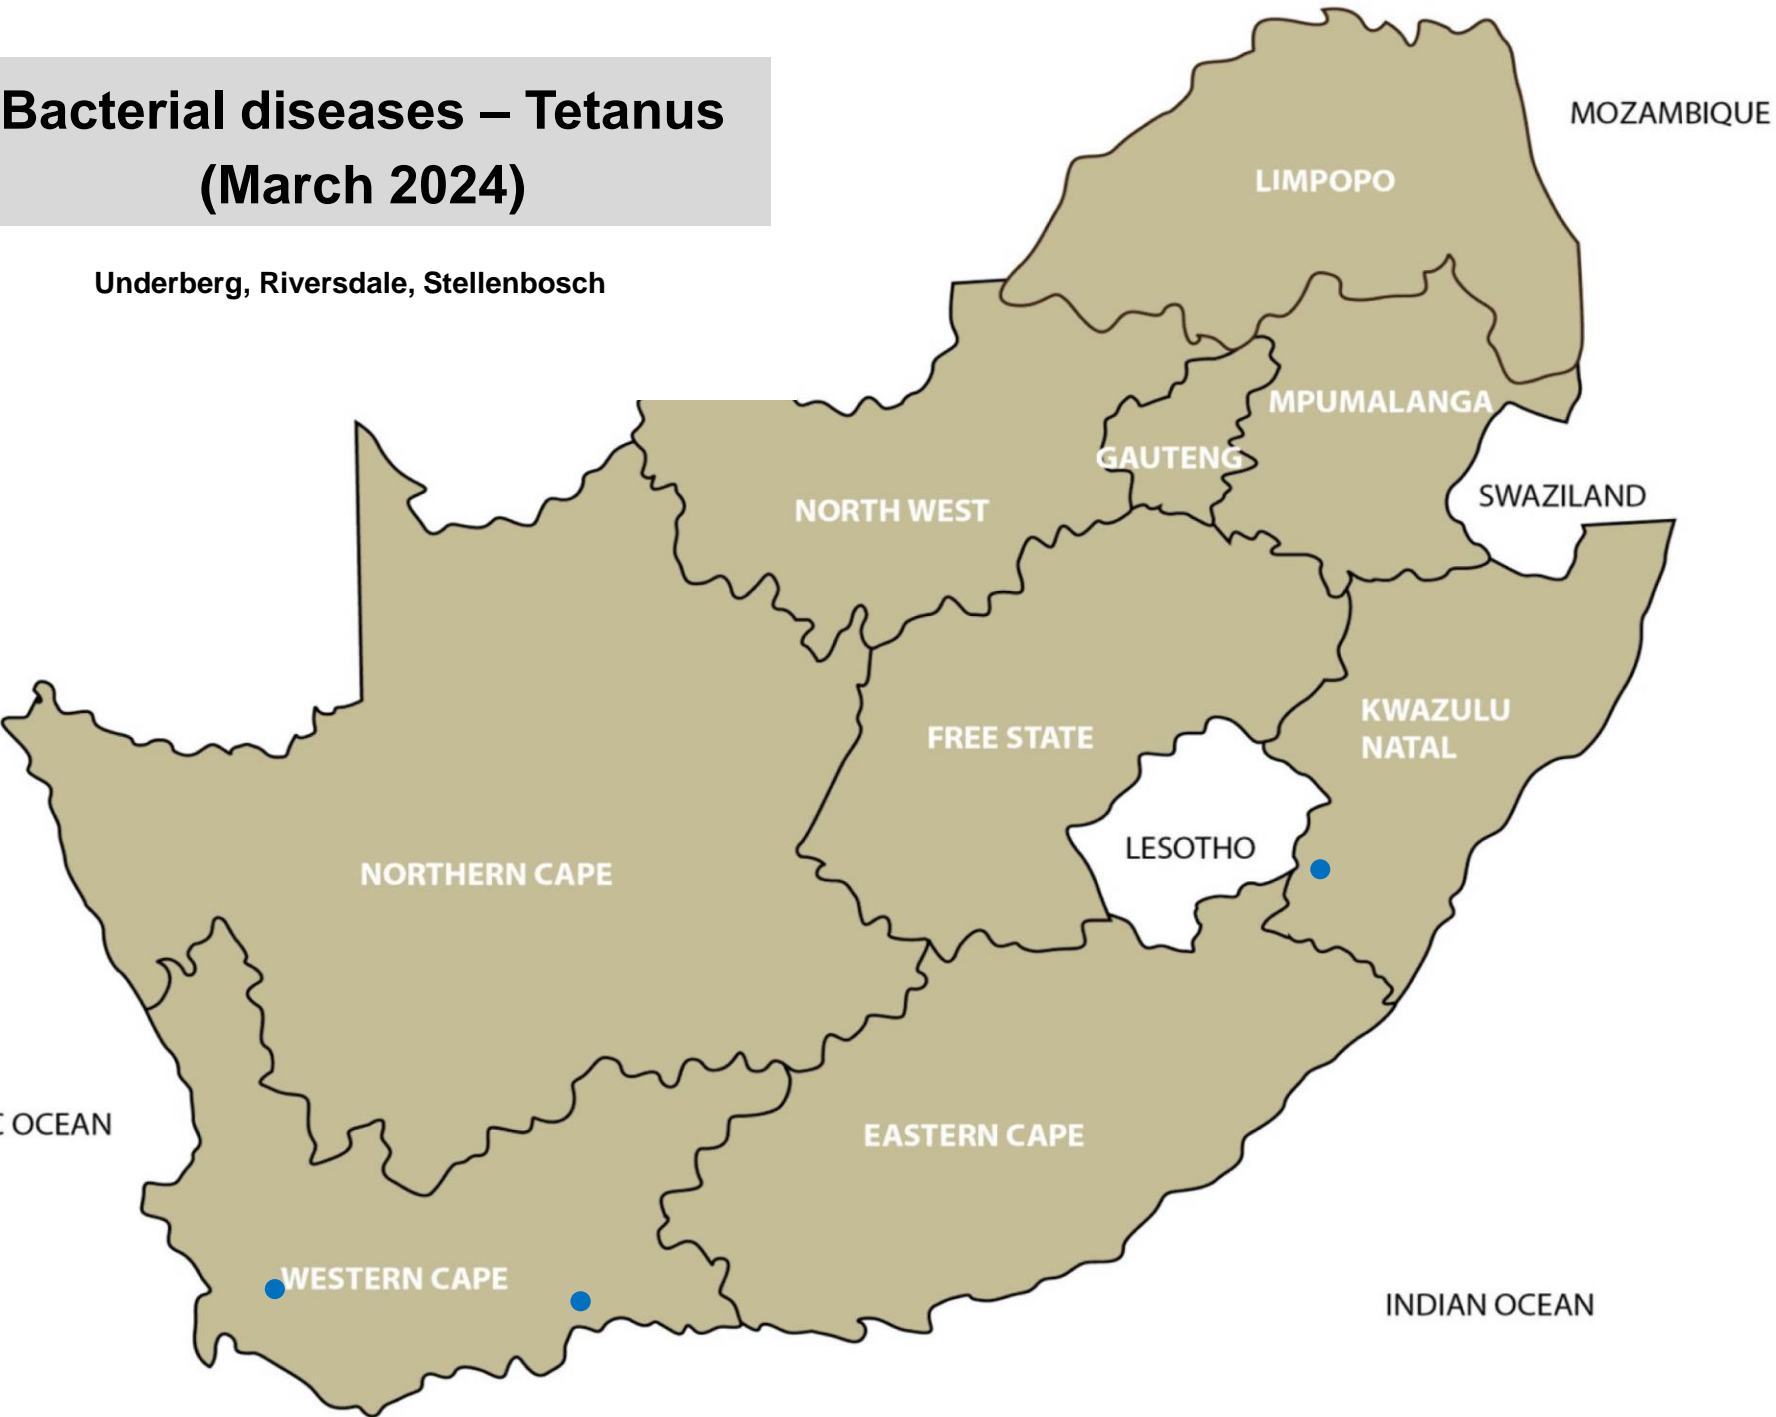 Bacterial diseases – Tetanus
(March 2024)
Underberg, Riversdale, Stellenbosch
MOZAMBIQUE
LIMPOPO
MPUMALANGA
GAUTENG
SWAZILAND
NORTH WEST
KWAZULU
NATAL
FREE STATE
LESOTHO
NORTHERN CAPE
C OCEAN
EASTERN CAPE
WESTERN CAPE
INDIAN OCEAN